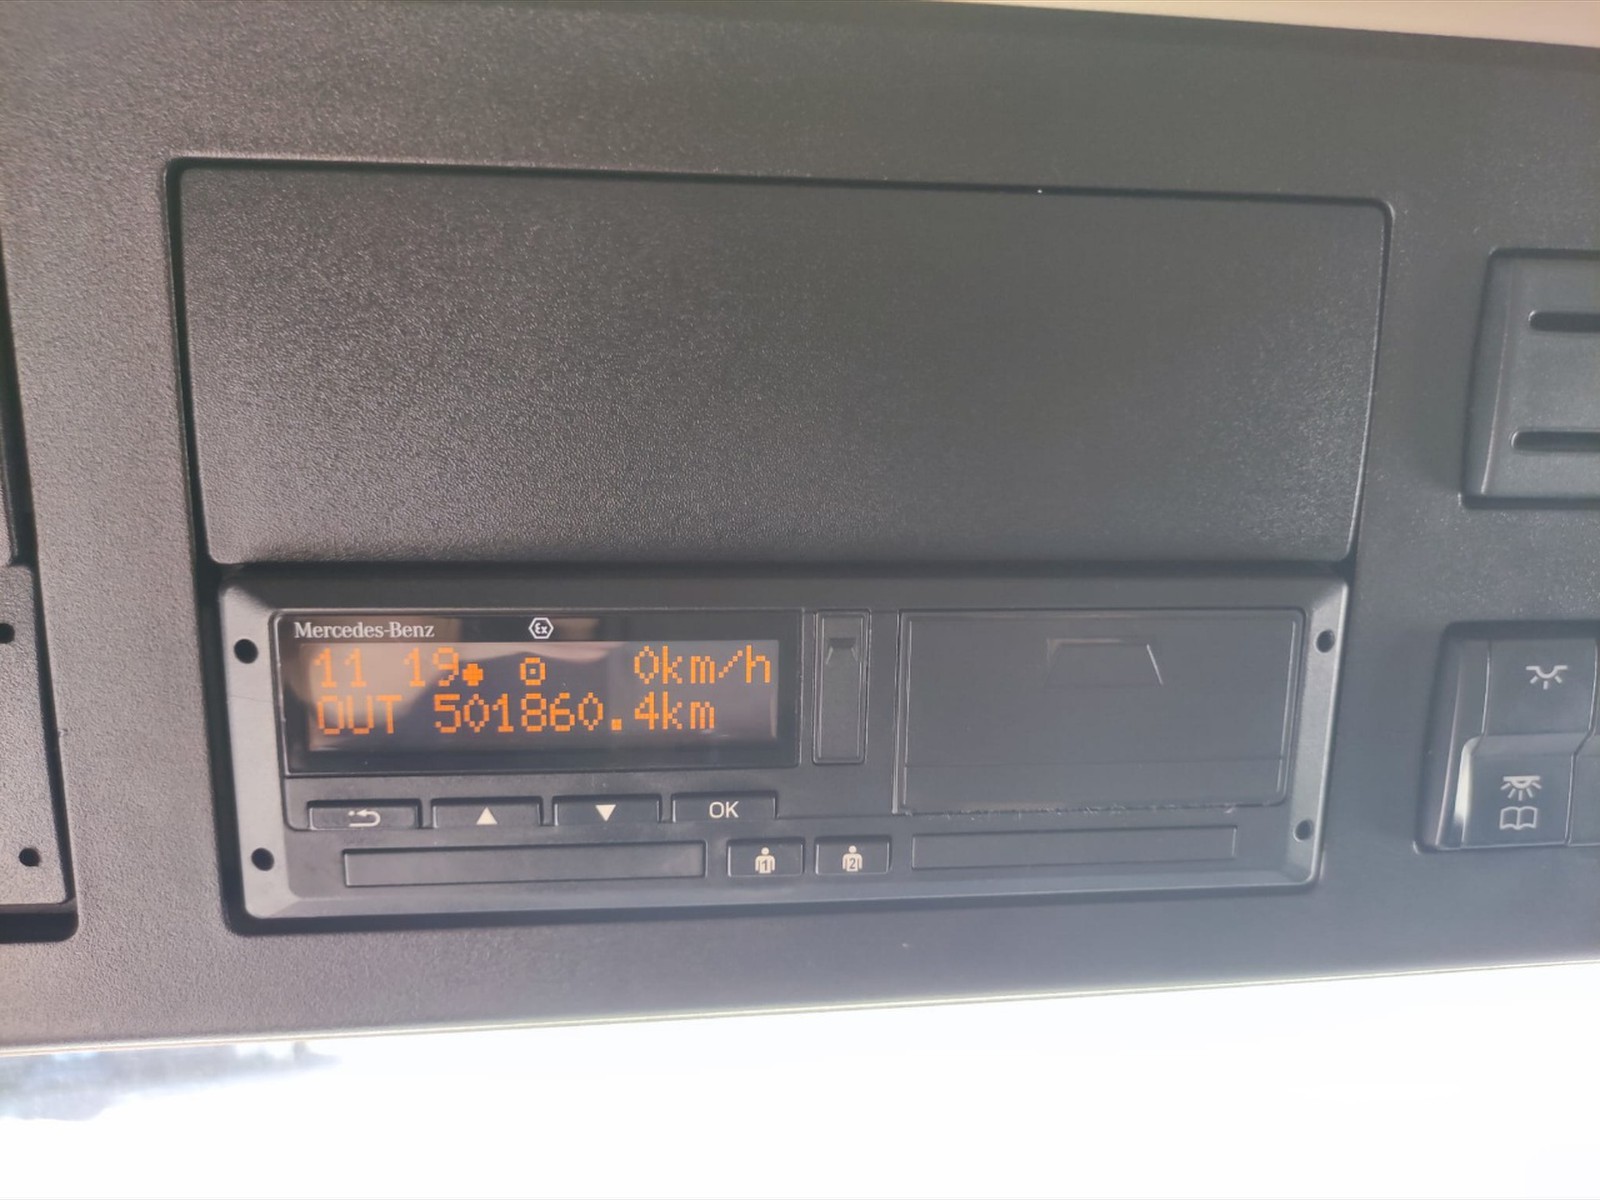 Mercedes-Benz Ex
11 19 0km/h
OUT 501860.4km
OK
1 2